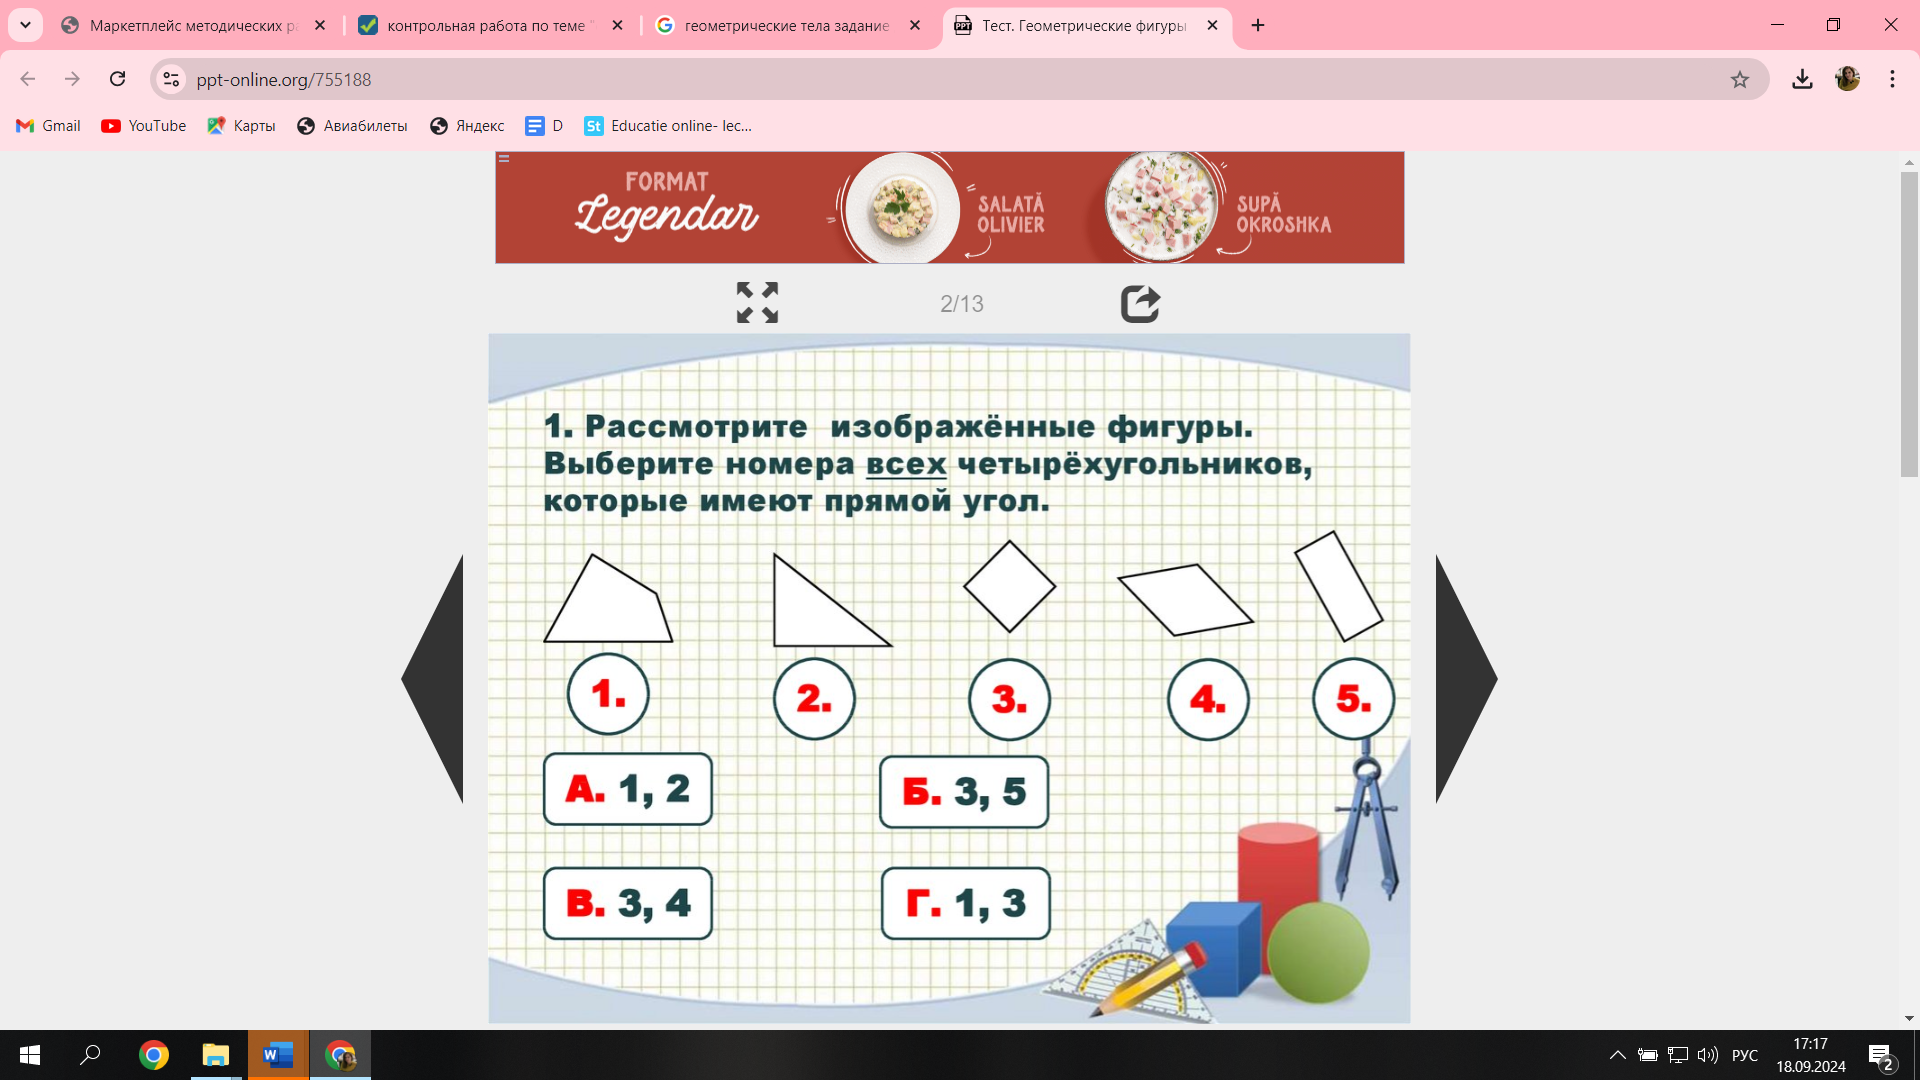 Маркетплейс методических ра
контрольная работа по теме "
геометрические тела задание
Тест. Геометрические фигуры
ppt-online.org/755188
Gmail
YouTube
Карты
Авиабилеты
Яндекс
D
Educatie online- lec...
FORMAT
Legendar
SALATĂ
OLIVIER
SUPĂ
OKROSHKA
2/13
1. Рассмотрите изображённые фигуры.
Выберите номера всех четырёхугольников,
которые имеют прямой угол.
1.
2.
3.
4.
5.
А. 1, 2
Б. 3, 5
В. 3, 4
Г. 1, 3
РУС
17:17
18.09.2024
2